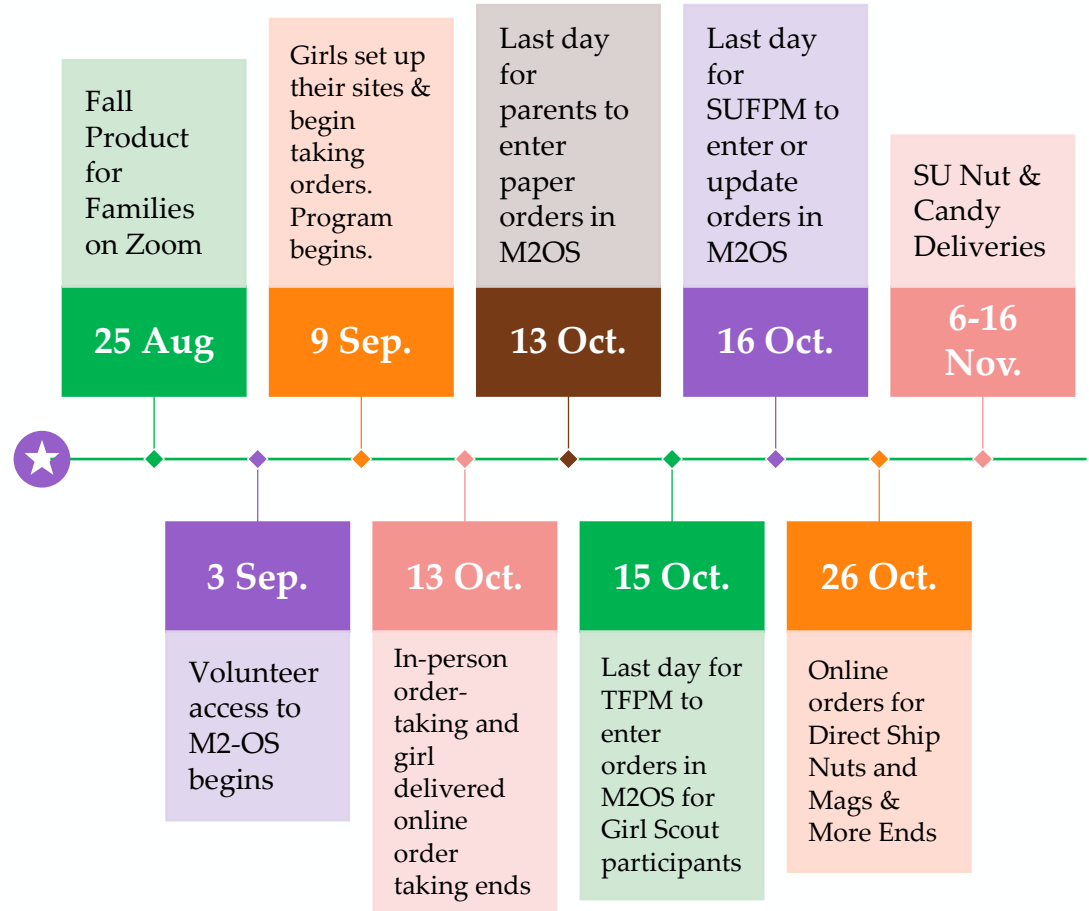 Fall
Product
for
Families
on Zoom
25 Aug
Girls set up
their sites &
begin
taking
orders.
Program
begins.
9 Sep.
Last day
for
parents to
enter
paper
orders in
M2OS
13 Oct.
Last day
for
SUFPM to
enter or
update
orders in
M2OS
16 Oct.
SU Nut &
Candy
Deliveries
6-16
Nov.
3 Sep.
Volunteer
access to
M2-OS
begins
13 Oct.
In-person
order-
taking and
girl
delivered
online
order
taking ends
15 Oct.
Last day for
TFPM to
enter
orders in
M2OS for
Girl Scout
participants
26 Oct.
Online
orders for
Direct Ship
Nuts and
Mags &
More Ends